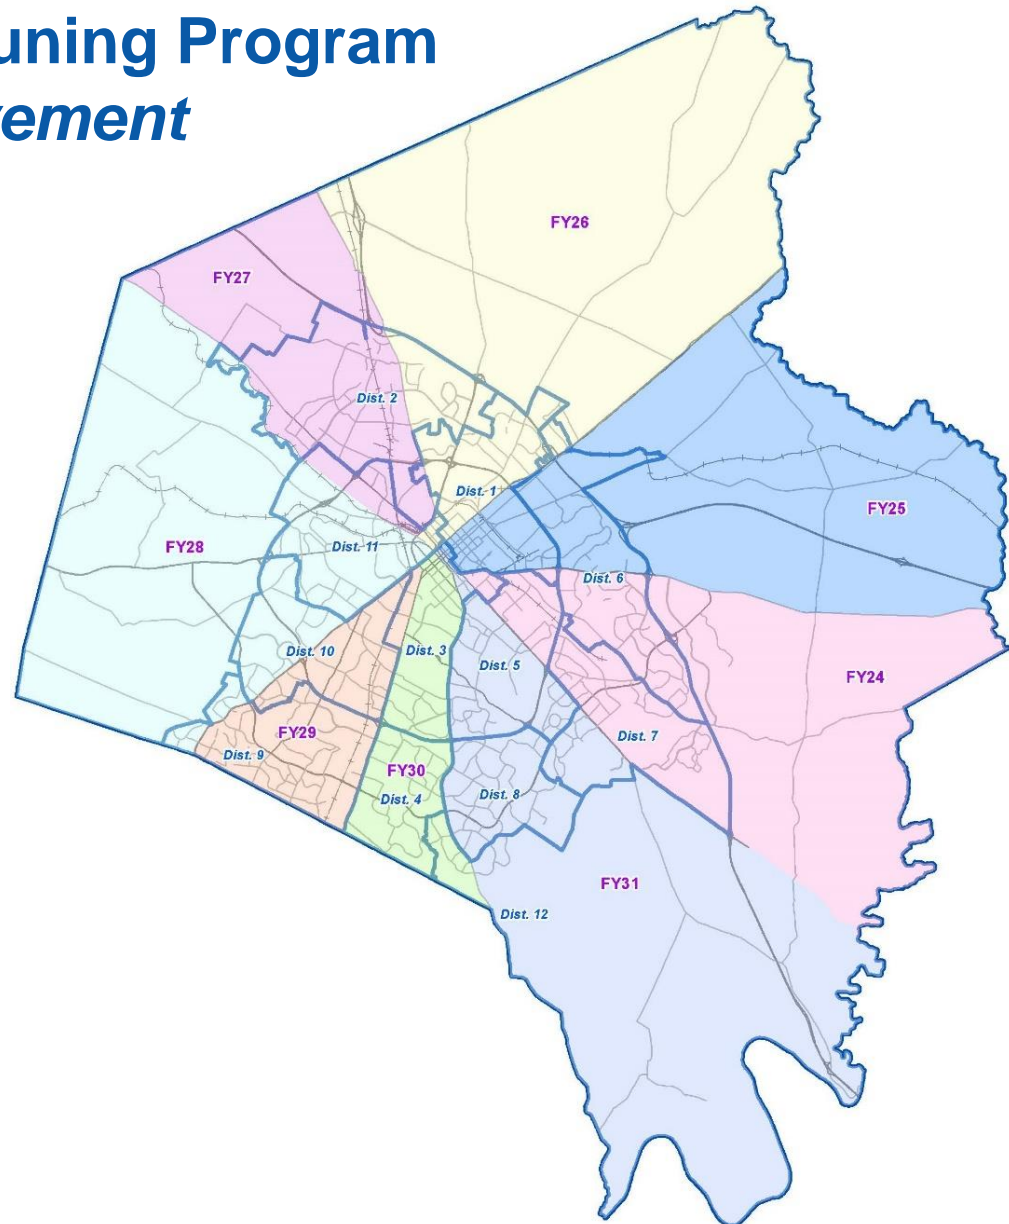 uning Program
ement
FY26
FY27
Dist. 2
Dist. 1
FY25
FY28
Dist. 11
Dist. 6
Dist. 10
Dist. 3
Dist. 5
FY24
FY29
Dist. 7
Dist. 9
FY30
Dist. 4
Dist. 8
FY31
Dist. 12